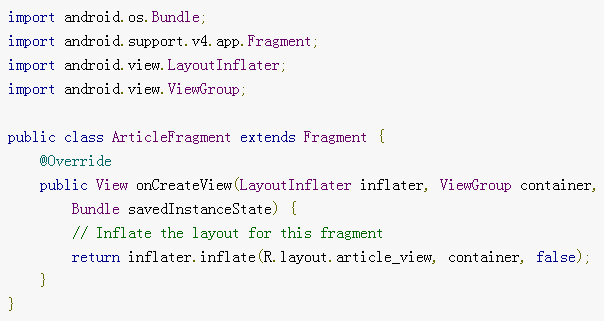 import android.os.Bundle;
import android.support.v4.app.Fragment;
import android.view.LayoutInflater;
import android.view.ViewGroup;

public class ArticleFragment extends Fragment {
    @Override
    public View onCreateView(LayoutInflater inflater, ViewGroup container,
        Bundle savedInstanceState) {
        // Inflate the layout for this fragment
        return inflater.inflate(R.layout.article_view, container, false);
    }
}